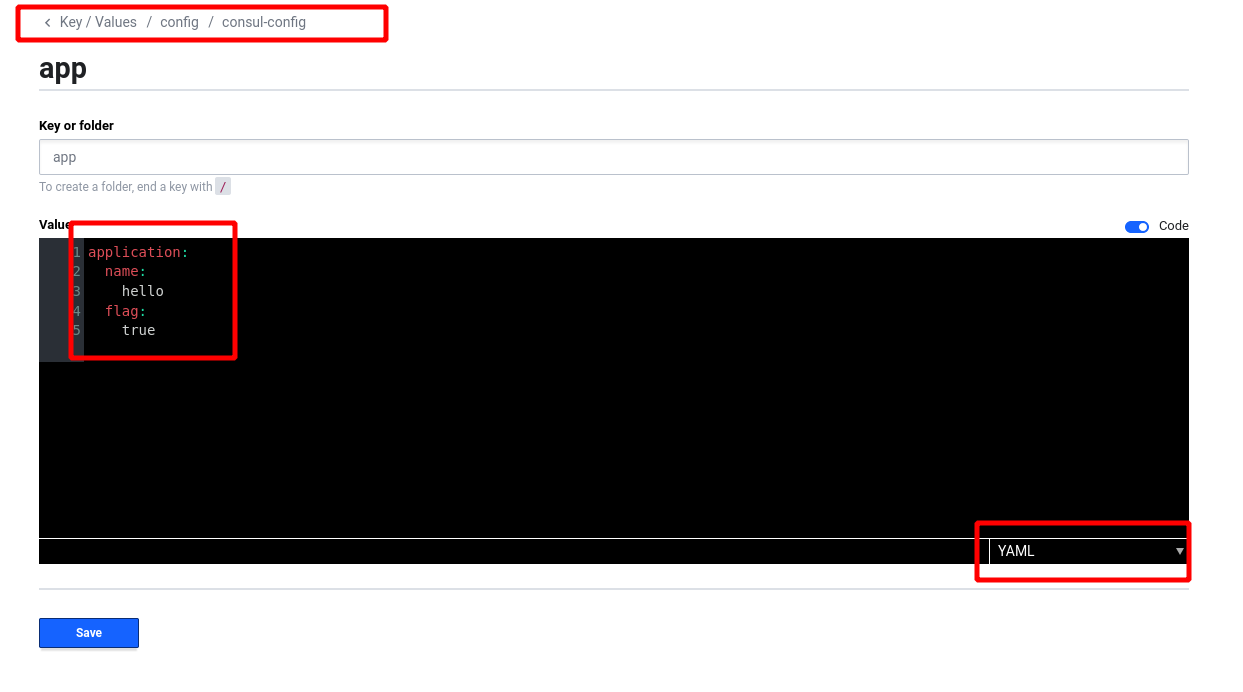 Key / Values / config / consul-config
app
Key or folder
app
To create a folder, end a key with /
Value
Code
1 application:
2   name:
3     hello
4   flag:
5     true
YAML
Save